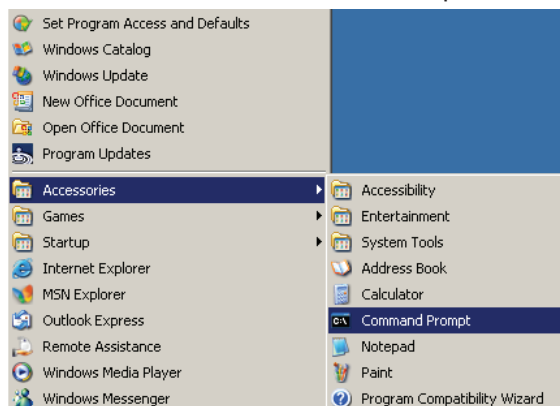 Set Program Access and Defaults
Windows Catalog
Windows Update
New Office Document
Open Office Document
Program Updates
Accessories
Games
Startup
Internet Explorer
MSN Explorer
Outlook Express
Remote Assistance
Windows Media Player
Windows Messenger
Accessibility
Entertainment
System Tools
Address Book
Calculator
C:\ Command Prompt
Notepad
Paint
Program Compatibility Wizard